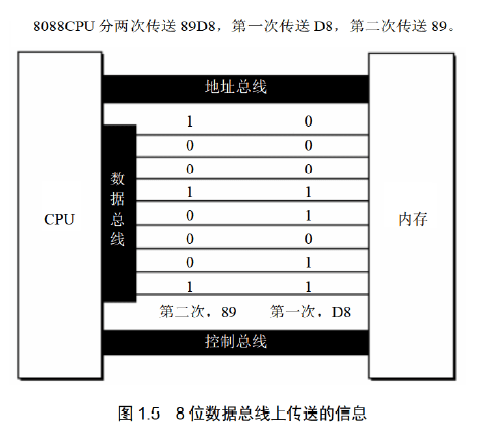 8088CPU 分两次传送 89D8，第一次传送 D8，第二次传送 89。
地址总线
1 0
0 0
0 0
1 1
0 1
0 0
0 1
1 1
数据总线
CPU
内存
第二次，89 第一次，D8
控制总线
图 1.5 8 位数据总线上传送的信息